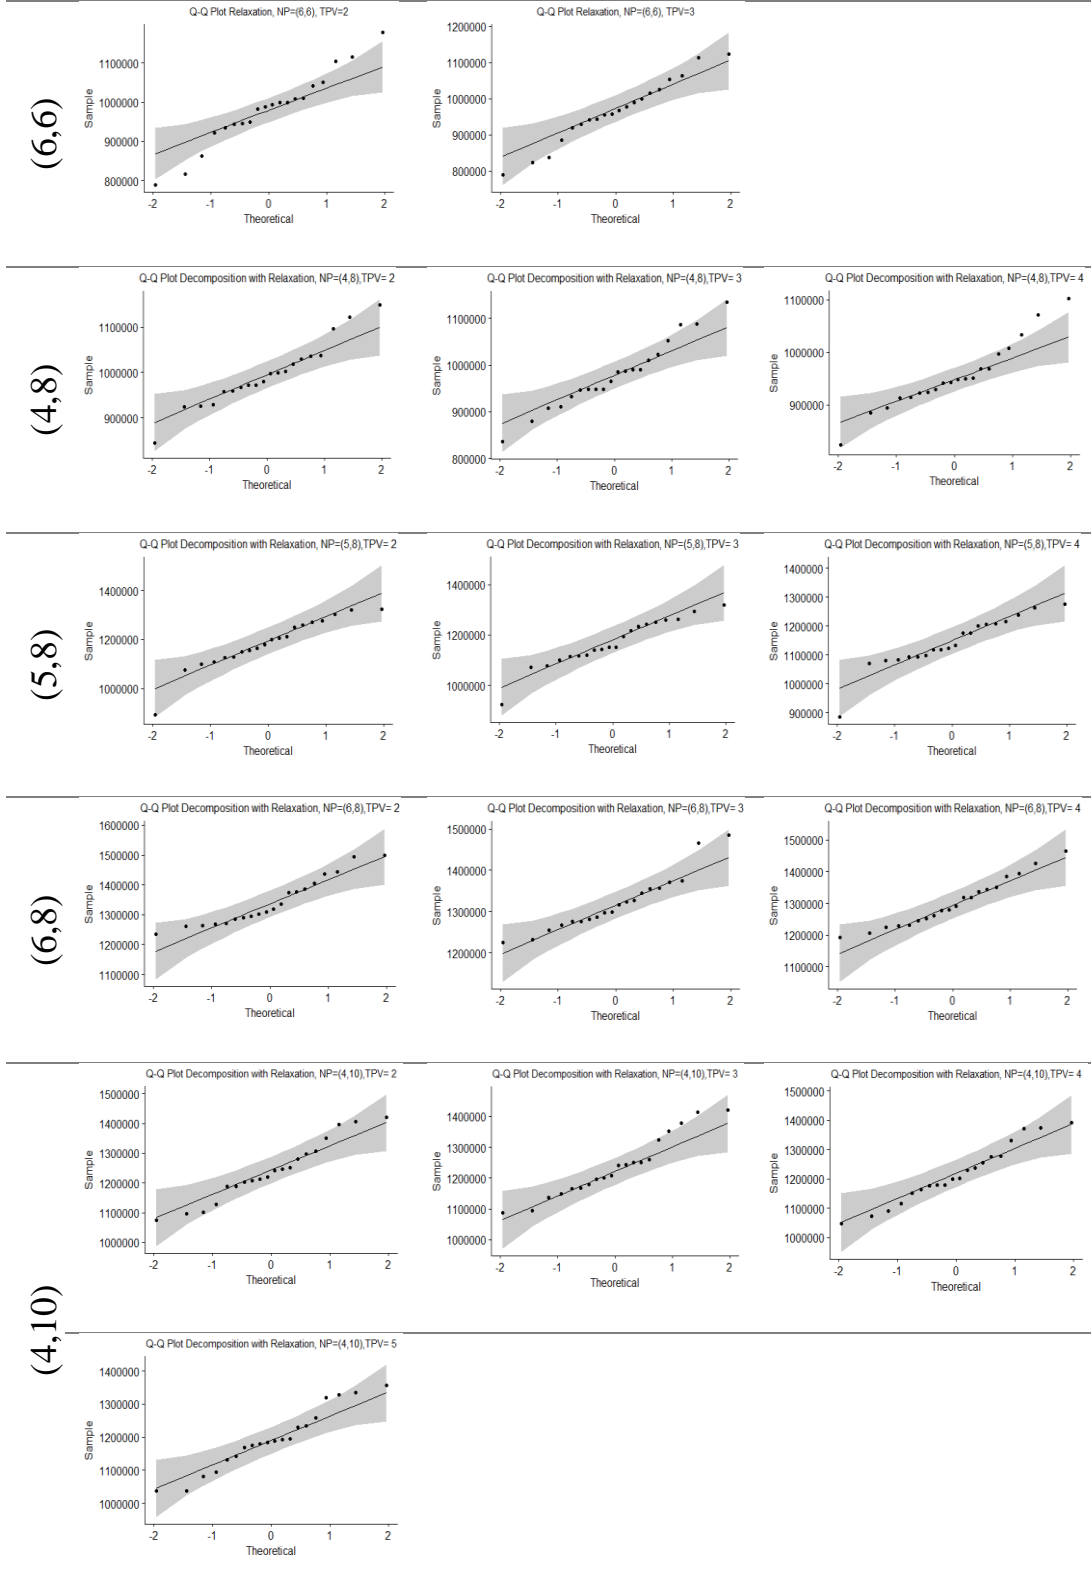 (6,6)
Q-Q Plot Relaxation, NP=(6,6), TPV=2
Sample
1100000
1000000
900000
800000
-2 -1 0 1 2
Theoretical
Q-Q Plot Relaxation, NP=(6,6), TPV=3
Sample
1200000
1100000
1000000
900000
800000
-2 -1 0 1 2
Theoretical
(4,8)
Q-Q Plot Decomposition with Relaxation, NP=(4,8),TPV= 2
Sample
1100000
1000000
900000
-2 -1 0 1 2
Theoretical
Q-Q Plot Decomposition with Relaxation, NP=(4,8),TPV= 3
Sample
1100000
1000000
900000
800000
-2 -1 0 1 2
Theoretical
Q-Q Plot Decomposition with Relaxation, NP=(4,8),TPV= 4
Sample
1100000
1000000
900000
-2 -1 0 1 2
Theoretical
(5,8)
Q-Q Plot Decomposition with Relaxation, NP=(5,8),TPV= 2
Sample
1400000
1200000
1000000
-2 -1 0 1 2
Theoretical
Q-Q Plot Decomposition with Relaxation, NP=(5,8),TPV= 3
Sample
1400000
1200000
1000000
-2 -1 0 1 2
Theoretical
Q-Q Plot Decomposition with Relaxation, NP=(5,8),TPV= 4
Sample
1400000
1300000
1200000
1100000
1000000
900000
-2 -1 0 1 2
Theoretical
(6,8)
Q-Q Plot Decomposition with Relaxation, NP=(6,8),TPV= 2
Sample
1600000
1500000
1400000
1300000
1200000
1100000
-2 -1 0 1 2
Theoretical
Q-Q Plot Decomposition with Relaxation, NP=(6,8),TPV= 3
Sample
1500000
1400000
1300000
1200000
-2 -1 0 1 2
Theoretical
Q-Q Plot Decomposition with Relaxation, NP=(6,8),TPV= 4
Sample
1500000
1400000
1300000
1200000
1100000
-2 -1 0 1 2
Theoretical
(4,10)
Q-Q Plot Decomposition with Relaxation, NP=(4,10),TPV= 2
Sample
1500000
1400000
1300000
1200000
1100000
1000000
-2 -1 0 1 2
Theoretical
Q-Q Plot Decomposition with Relaxation, NP=(4,10),TPV= 3
Sample
1400000
1300000
1200000
1100000
1000000
-2 -1 0 1 2
Theoretical
Q-Q Plot Decomposition with Relaxation, NP=(4,10),TPV= 4
Sample
1500000
1400000
1300000
1200000
1100000
1000000
-2 -1 0 1 2
Theoretical
Q-Q Plot Decomposition with Relaxation, NP=(4,10),TPV= 5
Sample
1400000
1300000
1200000
1100000
1000000
-2 -1 0 1 2
Theoretical